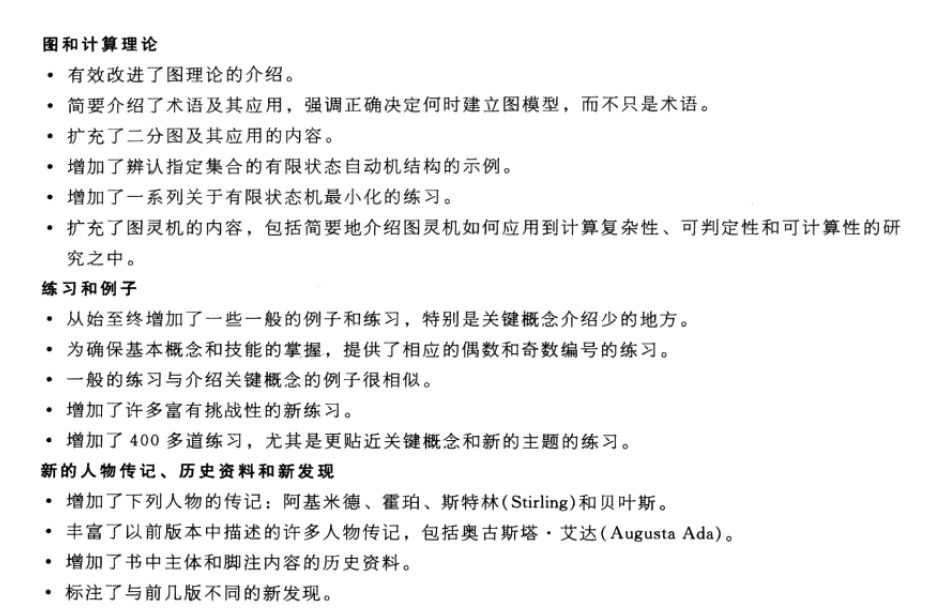 图和计算理论
• 有效改进了图理论的介绍。
• 简要介绍了术语及其应用，强调正确决定何时建立图模型，而不只是术语。
• 扩充了二分图及其应用的内容。
• 增加了辨认指定集合的有限状态自动机结构的示例。
• 增加了一系列关于有限状态机最小化的练习。
• 扩充了图灵机的内容，包括简要地介绍图灵机如何应用到计算复杂性、可判定性和可计算性的研
究之中。
练习和例子
• 从始至终增加了一些一般的例子和练习，特别是关键概念介绍少的地方。
• 为确保基本概念和技能的掌握，提供了相应的偶数和奇数编号的练习。
• 一般的练习与介绍关键概念的例子很相似。
• 增加了许多富有挑战性的新练习。
• 增加了 400 多道练习，尤其是更贴近关键概念和新的主题的练习。
新的人物传记、历史资料和新发现
• 增加了下列人物的传记：阿基米德、霍珀、斯特林(Stirling)和贝叶斯。
• 丰富了以前版本中描述的许多人物传记，包括奥古斯塔·艾达(Augusta Ada)。
• 增加了书中主体和脚注内容的历史资料。
• 标注了与前几版不同的新发现。